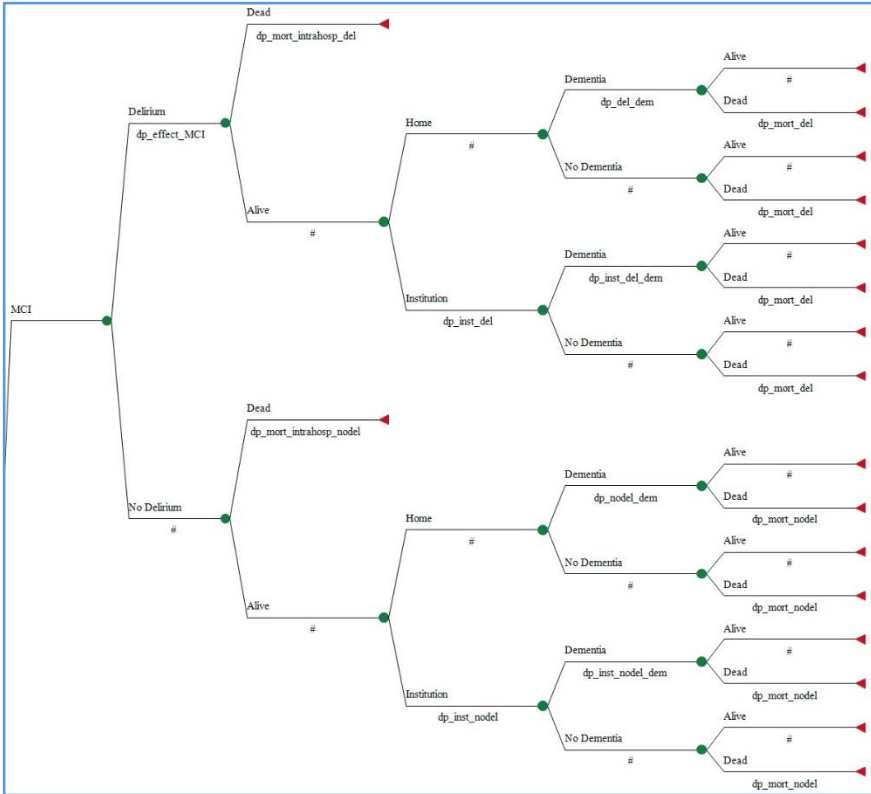 Dead
dp_mort_intrahosp_del
Alive
#
Dementia
dp_del_dem
Dead
dp_mort_del
Delirium
dp_effect_MCI
Home
#
Alive
#
No Dementia
#
Dead
dp_mort_del
Alive
#
Alive
#
Dementia
dp_inst_del_dem
Dead
dp_mort_del
Institution
dp_inst_del
MCI
Alive
#
No Dementia
#
Dead
dp_mort_del
Dead
dp_mort_intrahosp_nodel
Alive
#
Dementia
dp_nodel_dem
Dead
dp_mort_nodel
No Delirium
#
Home
#
Alive
#
No Dementia
#
Dead
dp_mort_nodel
Alive
#
Alive
#
Dementia
dp_inst_nodel_dem
Dead
dp_mort_nodel
Institution
dp_inst_nodel
Alive
#
No Dementia
#
Dead
dp_mort_nodel